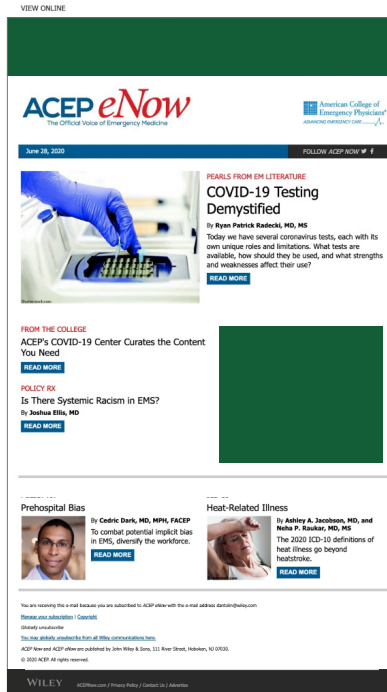 VIEW ONLINE
ACEP eNow
The Official Voice of Emergency Medicine
American College of
Emergency Physicians®
ADVANCING EMERGENCY CARE
June 28, 2020
FOLLOW ACEP NOW
PEARLS FROM EM LITERATURE
COVID-19 Testing
Demystified
By Ryan Patrick Radecki, MD, MS
Today we have several coronavirus tests, each with its
own unique roles and limitations. What tests are
available, how should they be used, and what strengths
and weaknesses affect their use?
READ MORE
FROM THE COLLEGE
ACEP's COVID-19 Center Curates the Content
You Need
READ MORE
POLICY RX
Is There Systemic Racism in EMS?
By Joshua Ellis, MD
READ MORE
Prehospital Bias
By Cedric Dark, MD, MPH, FACEP
To combat potential implicit bias
in EMS, diversify the workforce.
READ MORE
Heat-Related Illness
By Ashley A. Jacobson, MD, and
Neha P. Raukar, MD, MS
The 2020 ICD-10 definitions of
heat illness go beyond
heatstroke.
READ MORE
You are receiving this e-mail because you are subscribed to ACEP eNow with the e-mail address dantolin@wiley.com
Manage your subscription | Copyright
Globally unsubscribe
You may globally unsubscribe from all Wiley communications here.
ACEP Now and ACEP eNow are published by John Wiley & Sons, 111 River Street, Hoboken, NJ 07030.
© 2020 ACEP. All rights reserved.
WILEY
ACEPNow.com / Privacy Policy / Contact Us / Advertise